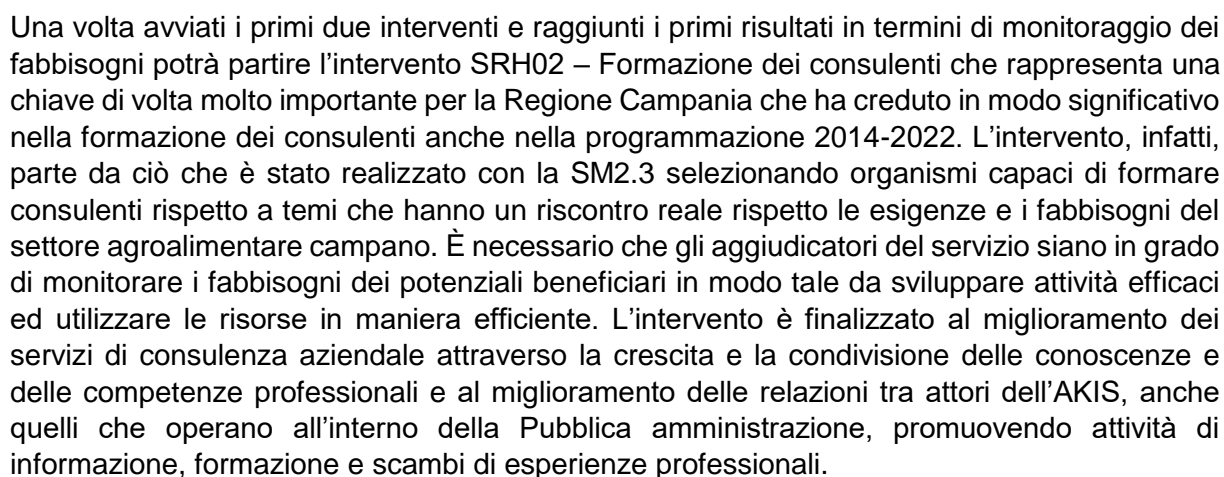 Una volta avviati i primi due interventi e raggiunti i primi risultati in termini di monitoraggio dei
fabbisogni potrà partire l’intervento SRH02 – Formazione dei consulenti che rappresenta una
chiave di volta molto importante per la Regione Campania che ha creduto in modo significativo
nella formazione dei consulenti anche nella programmazione 2014-2022. L’intervento, infatti,
parte da ciò che è stato realizzato con la SM2.3 selezionando organismi capaci di formare
consulenti rispetto a temi che hanno un riscontro reale rispetto le esigenze e i fabbisogni del
settore agroalimentare campano. È necessario che gli aggiudicatori del servizio siano in grado
di monitorare i fabbisogni dei potenziali beneficiari in modo tale da sviluppare attività efficaci
ed utilizzare le risorse in maniera efficiente. L’intervento è finalizzato al miglioramento dei
servizi di consulenza aziendale attraverso la crescita e la condivisione delle conoscenze e
delle competenze professionali e al miglioramento delle relazioni tra attori dell’AKIS, anche
quelli che operano all’interno della Pubblica amministrazione, promuovendo attività di
informazione, formazione e scambi di esperienze professionali.